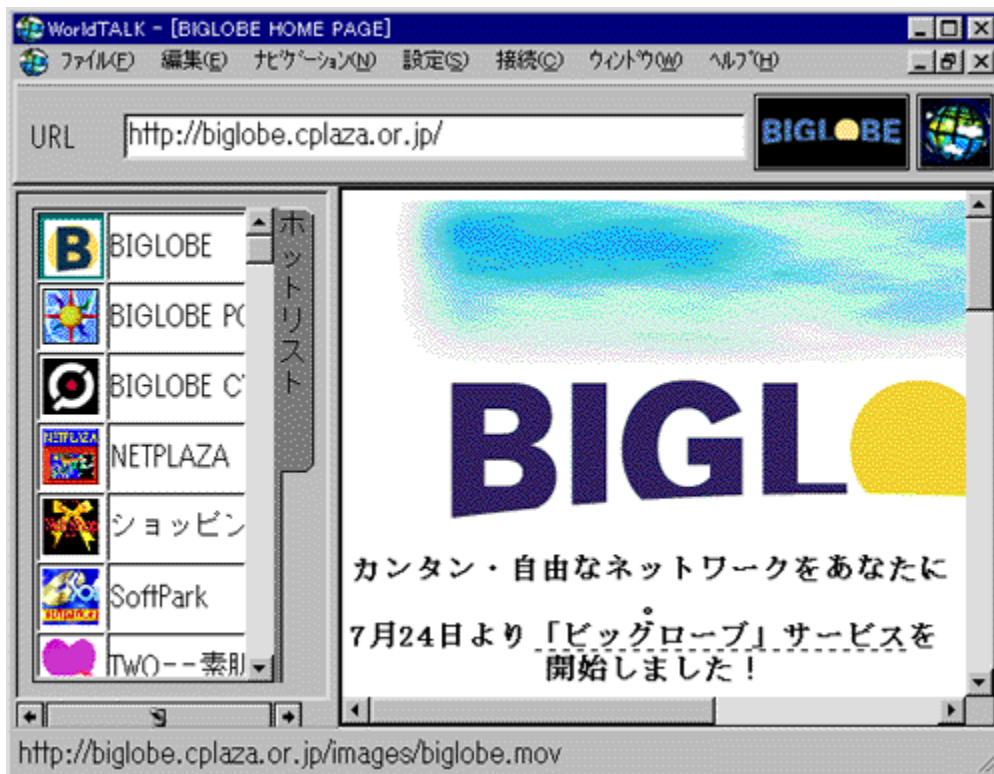 WorldTALK - [BIGLOBE HOME PAGE]
ファイル(F) 編集(E) ナビゲーション(N) 設定(S) 接続(C) ウィンドウ(W) ヘルプ(H)
URL http://biglobe.cplaza.or.jp/
BIGLOBE
ホットリスト
B BIGLOBE
BIGLOBE PO
BIGLOBE C
NETPLAZA NETPLAZA
ショッピン
SoftPark
TWO--素肌
BIGL
カンタン・自由なネットワークをあなたに
。
7月24日より「ビッグローブ」サービスを
開始しました！
http://biglobe.cplaza.or.jp/images/biglobe.mov